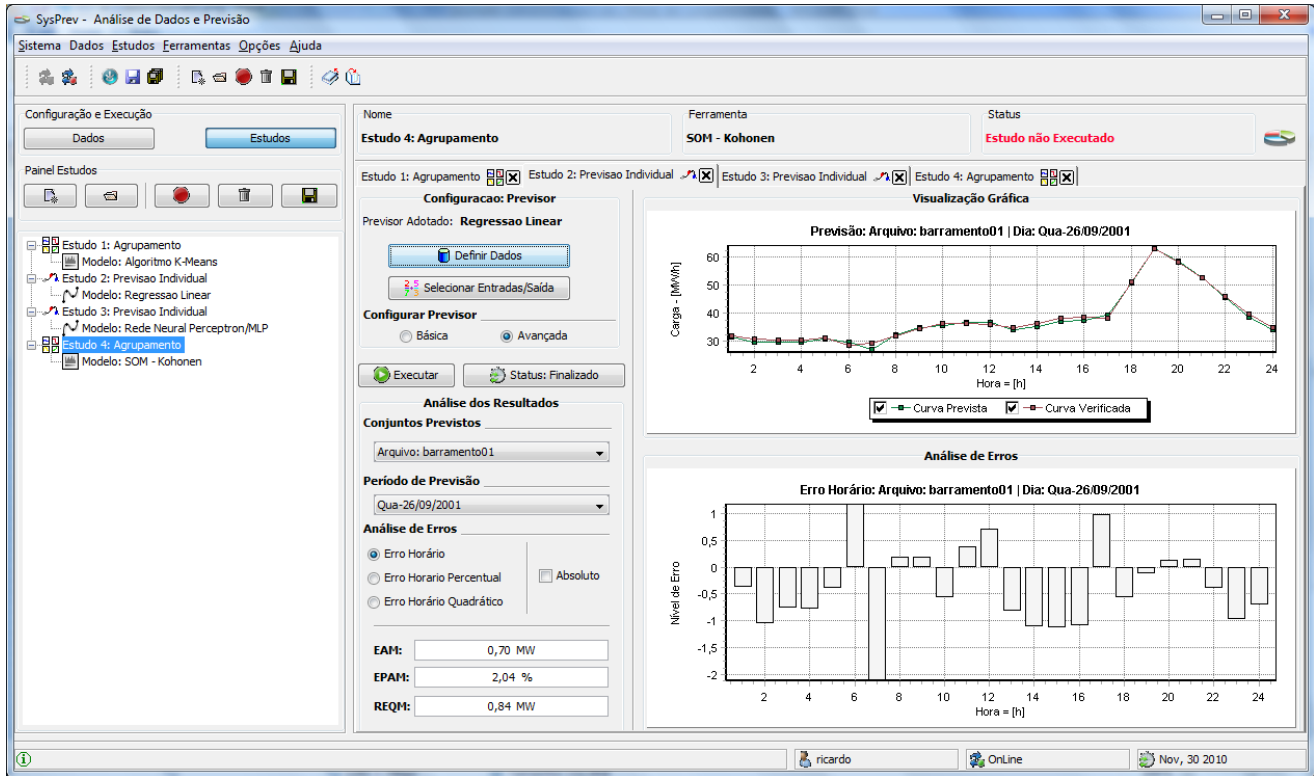 SysPrev - Análise de Dados e Previsão
Sistema Dados Estudos Ferramentas Opções Ajuda
Configuração e Execução
Dados Estudos
Painel Estudos
Estudo 1: Agrupamento
Modelo: Algoritmo K-Means
Estudo 2: Previsao Individual
Modelo: Regressao Linear
Estudo 3: Previsao Individual
Modelo: Rede Neural Perceptron/MLP
Estudo 4: Agrupamento
Modelo: SOM - Kohonen
Nome Ferramenta Status
Estudo 4: Agrupamento SOM - Kohonen Estudo não Executado
Estudo 1: Agrupamento Estudo 2: Previsao Individual Estudo 3: Previsao Individual Estudo 4: Agrupamento
Configuracao: Previsor
Previsor Adotado: Regressao Linear
Definir Dados
Selecionar Entradas/Saída
Configurar Previsor
Básica Avançada
Executar Status: Finalizado
Análise dos Resultados
Conjuntos Previstos
Arquivo: barramento01
Período de Previsão
Qua-26/09/2001
Análise de Erros
Erro Horário
Erro Horario Percentual Absoluto
Erro Horário Quadrático
EAM: 0,70 MW
EPAM: 2,04 %
REQM: 0,84 MW
Visualização Gráfica
Previsão: Arquivo: barramento01 | Dia: Qua-26/09/2001
Carga - [MW/h]
60
50
40
30
2 4 6 8 10 12 14 16 18 20 22 24
Hora = [h]
Curva Prevista Curva Verificada
Análise de Erros
Erro Horário: Arquivo: barramento01 | Dia: Qua-26/09/2001
Nível de Erro
1
0,5
0
-0,5
-1
-1,5
-2
2 4 6 8 10 12 14 16 18 20 22 24
Hora = [h]
ricardo OnLine Nov, 30 2010